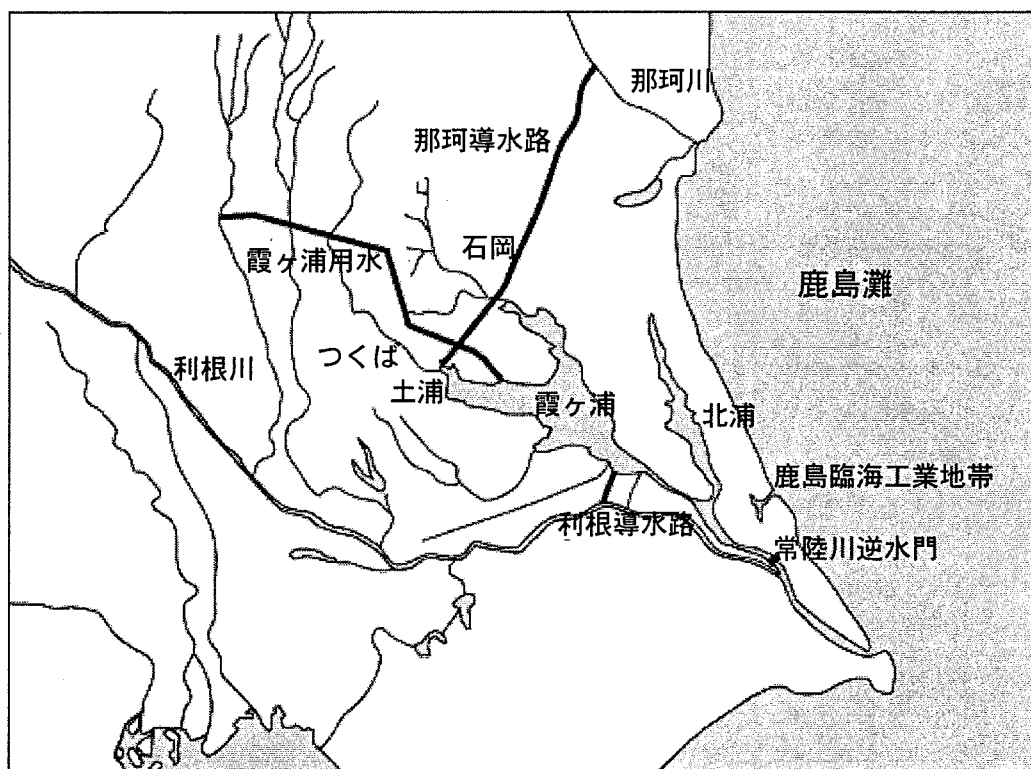 那珂川
那珂導水路
石岡
霞ヶ浦用水
鹿島灘
つくば
利根川
土浦
霞ヶ浦
北浦
鹿島臨海工業地帯
利根導水路
常陸川逆水門